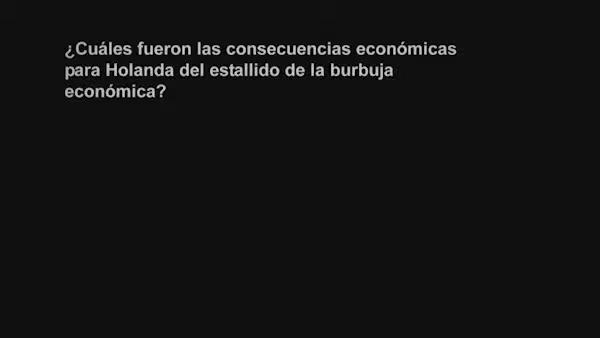 ¿Cuáles fueron las consecuencias económicas
para Holanda del estallido de la burbuja
económica?